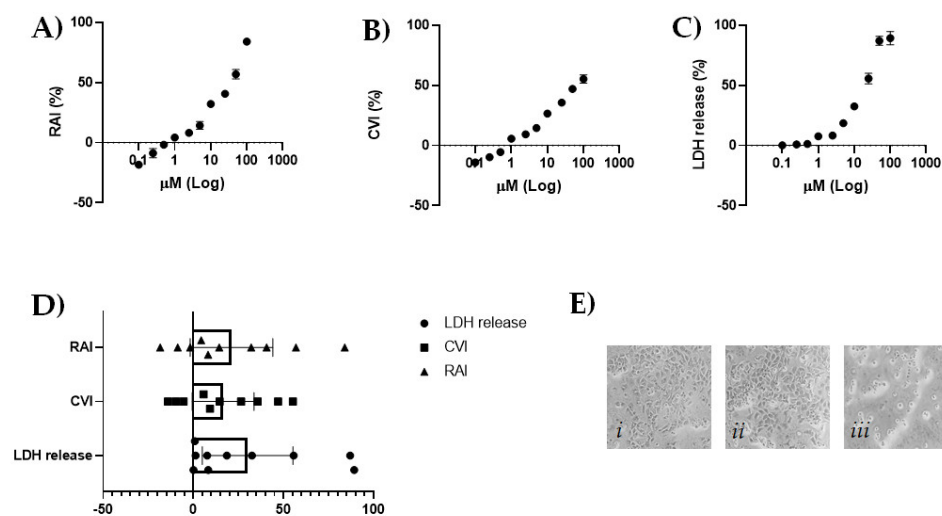 A)
100
50
0
-50
RAI (%)
0.1 1 10 100 1000
μM (Log)
B)
100
50
0
-50
CVI (%)
0.1 1 10 100 1000
μM (Log)
C)
100
50
0
-50
LDH release (%)
0.1 1 10 100 1000
μM (Log)
D)
RAI
CVI
LDH release
-50 0 50 100
LDH release
CVI
RAI
E)
i
ii
iii